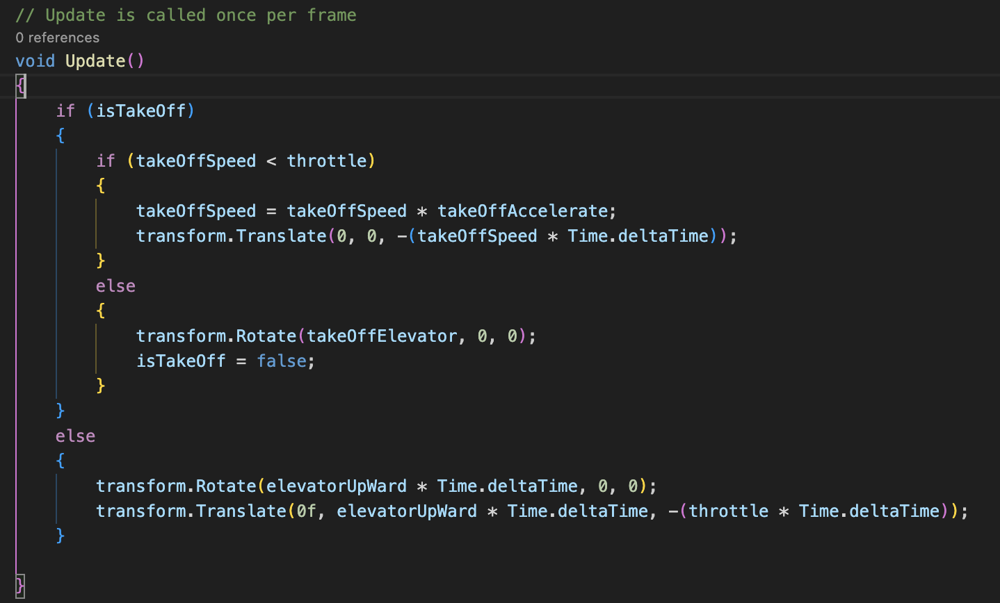 // Update is called once per frame
0 references
void Update()
{
if (isTakeOff)
{
if (takeOffSpeed < throttle)
{
takeOffSpeed = takeOffSpeed * takeOffAccelerate;
transform.Translate(0, 0, -(takeOffSpeed * Time.deltaTime));
}
else
{
transform.Rotate(takeOffElevator, 0, 0);
isTakeOff = false;
}
}
else
{
transform.Rotate(elevatorUpWard * Time.deltaTime, 0, 0);
transform.Translate(0f, elevatorUpWard * Time.deltaTime, -(throttle * Time.deltaTime));
}
}